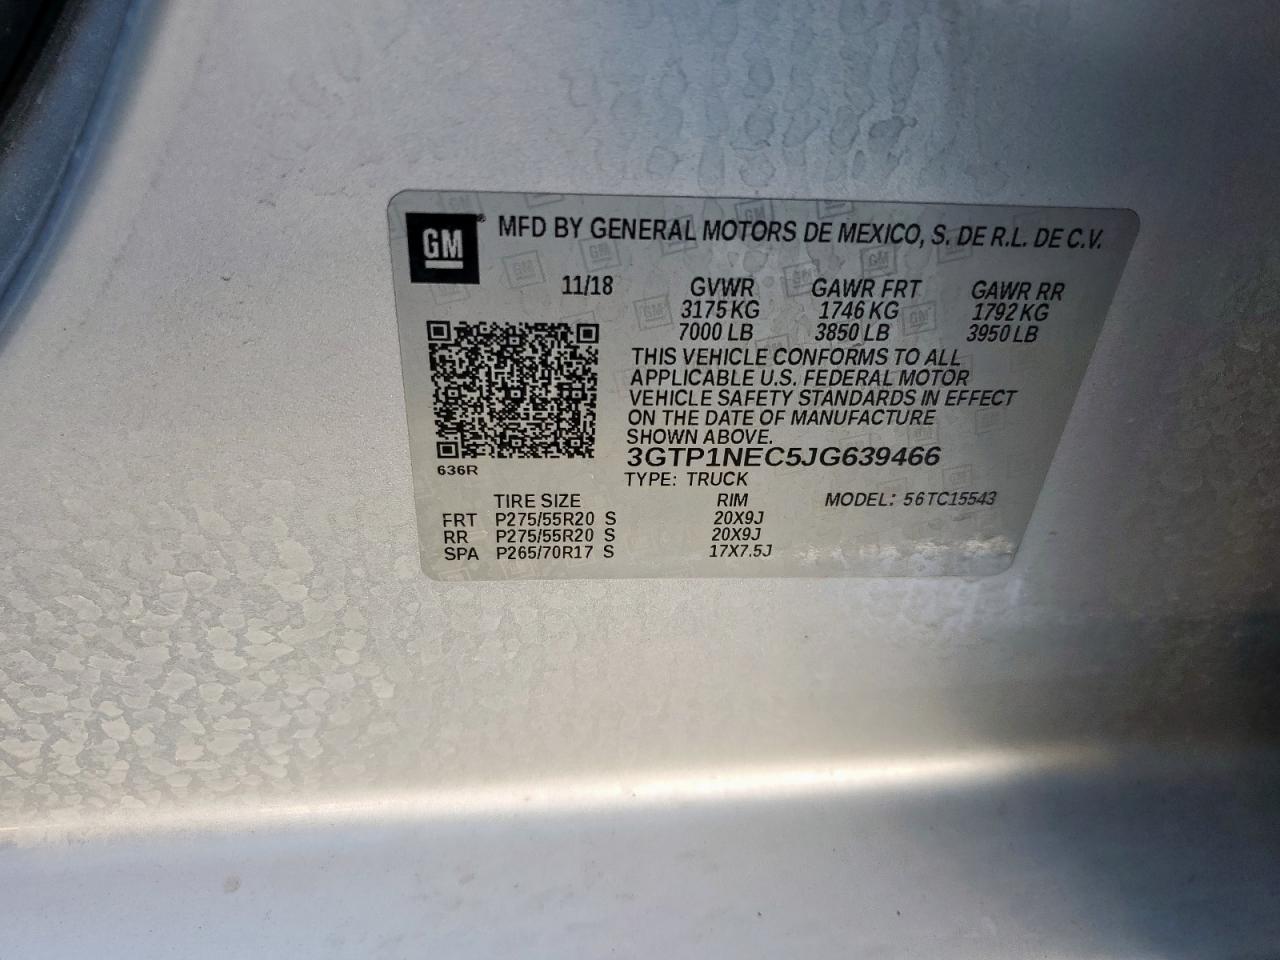 GM MFD BY GENERAL MOTORS DE MEXICO, S. DE R.L. DE C.V.
11/18 GVWR GAWR FRT GAWR RR
3175 KG 1746 KG 1792 KG
7000 LB 3850 LB 3950 LB
THIS VEHICLE CONFORMS TO ALL
APPLICABLE U.S. FEDERAL MOTOR
VEHICLE SAFETY STANDARDS IN EFFECT
ON THE DATE OF MANUFACTURE
SHOWN ABOVE.
3GTP1NEC5JG639466
636R
TYPE: TRUCK
TIRE SIZE RIM MODEL: 56TC15543
FRT P275/55R20 S 20X9J
RR P275/55R20 S 20X9J
SPA P265/70R17 S 17X7.5J